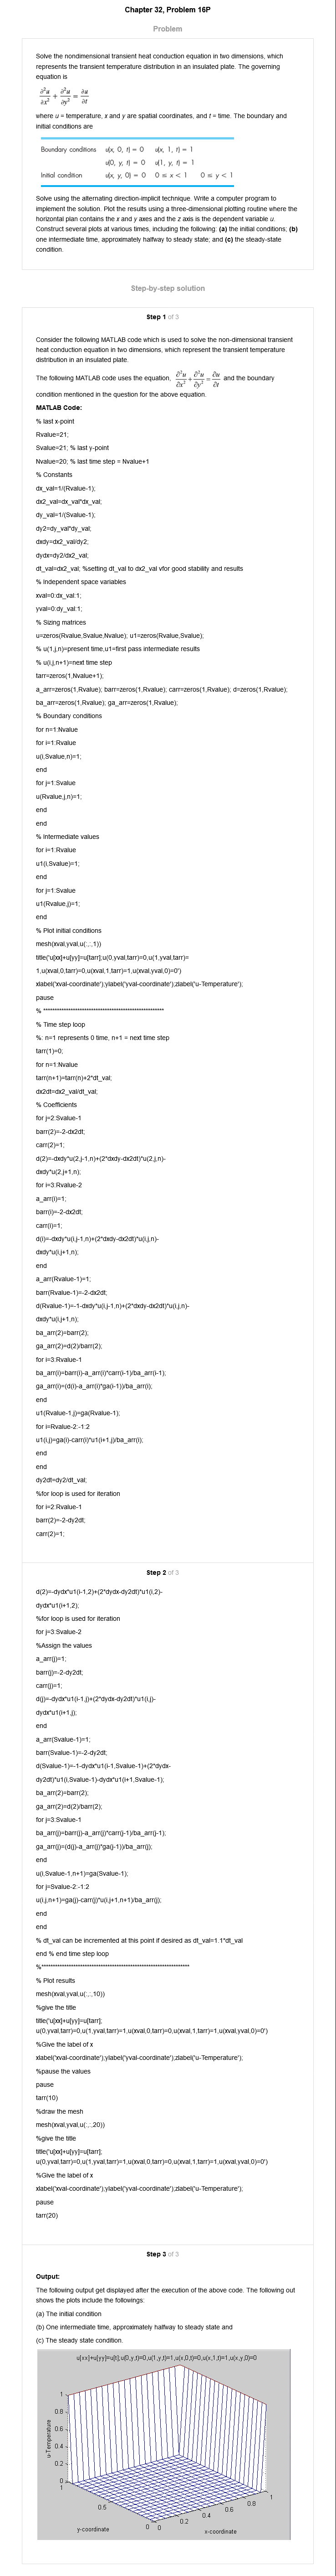 Chapter 32, Problem 16P
Problem
Solve the nondimensional transient heat conduction equation in two dimensions, which
represents the transient temperature distribution in an insulated plate. The governing
equation is
∂²u/∂x² + ∂²u/∂y² = ∂u/∂t
where u = temperature, x and y are spatial coordinates, and t = time. The boundary and
initial conditions are
Boundary conditions u(x, 0, t) = 0 u(x, 1, t) = 1
u(0, y, t) = 0 u(1, y, t) = 1
Initial condition u(x, y, 0) = 0 0 ≤ x < 1 0 ≤ y < 1
Solve using the alternating direction-implicit technique. Write a computer program to
implement the solution. Plot the results using a three-dimensional plotting routine where the
horizontal plan contains the x and y axes and the z axis is the dependent variable u.
Construct several plots at various times, including the following: (a) the initial conditions; (b)
one intermediate time, approximately halfway to steady state; and (c) the steady-state
condition.
Step-by-step solution
Step 1 of 3
Consider the following MATLAB code which is used to solve the non-dimensional transient
heat conduction equation in two dimensions, which represent the transient temperature
distribution in an insulated plate.
The following MATLAB code uses the equation, ∂²u/∂x² + ∂²u/∂y² = ∂u/∂t and the boundary
condition mentioned in the question for the above equation.
MATLAB Code:
% last x-point
Rvalue=21;
Svalue=21; % last y-point
Nvalue=20; % last time step = Nvalue+1
% Constants
dx_val=1/(Rvalue-1);
dx2_val=dx_val*dx_val;
dy_val=1/(Svalue-1);
dy2=dy_val*dy_val;
dxdy=dx2_val/dy2;
dydx=dy2/dx2_val;
dt_val=dx2_val; %setting dt_val to dx2_val vfor good stability and results
% Independent space variables
xval=0:dx_val:1;
yval=0:dy_val:1;
% Sizing matrices
u=zeros(Rvalue,Svalue,Nvalue); u1=zeros(Rvalue,Svalue);
% u(1,j,n)=present time,u1=first pass intermediate results
% u(i,j,n+1)=next time step
tarr=zeros(1,Nvalue+1);
a_arr=zeros(1,Rvalue); barr=zeros(1,Rvalue); carr=zeros(1,Rvalue); d=zeros(1,Rvalue);
ba_arr=zeros(1,Rvalue); ga_arr=zeros(1,Rvalue);
% Boundary conditions
for n=1:Nvalue
for i=1:Rvalue
u(i,Svalue,n)=1;
end
for j=1:Svalue
u(Rvalue,j,n)=1;
end
end
% Intermediate values
for i=1:Rvalue
u1(i,Svalue)=1;
end
for j=1:Svalue
u1(Rvalue,j)=1;
end
% Plot initial conditions
mesh(xval,yval,u(:,:,1))
title('u[xx]+u[yy]=u[tarr];u(0,yval,tarr)=0,u(1,yval,tarr)=
1,u(xval,0,tarr)=0,u(xval,1,tarr)=1,u(xval,yval,0)=0')
xlabel('xval-coordinate');ylabel('yval-coordinate');zlabel('u-Temperature');
pause
% *******************************************************
% Time step loop
%: n=1 represents 0 time, n+1 = next time step
tarr(1)=0;
for n=1:Nvalue
tarr(n+1)=tarr(n)+2*dt_val;
dx2dt=dx2_val/dt_val;
% Coefficients
for j=2:Svalue-1
barr(2)=-2-dx2dt;
carr(2)=1;
d(2)=-dxdy*u(2,j-1,n)+(2*dxdy-dx2dt)*u(2,j,n)-
dxdy*u(2,j+1,n);
for i=3:Rvalue-2
a_arr(i)=1;
barr(i)=-2-dx2dt;
carr(i)=1;
d(i)=-dxdy*u(i,j-1,n)+(2*dxdy-dx2dt)*u(i,j,n)-
dxdy*u(i,j+1,n);
end
a_arr(Rvalue-1)=1;
barr(Rvalue-1)=-2-dx2dt;
d(Rvalue-1)=-1-dxdy*u(i,j-1,n)+(2*dxdy-dx2dt)*u(i,j,n)-
dxdy*u(i,j+1,n);
ba_arr(2)=barr(2);
ga_arr(2)=d(2)/barr(2);
for i=3:Rvalue-1
ba_arr(i)=barr(i)-a_arr(i)*carr(i-1)/ba_arr(i-1);
ga_arr(i)=(d(i)-a_arr(i)*ga(i-1))/ba_arr(i);
end
u1(Rvalue-1,j)=ga(Rvalue-1);
for i=Rvalue-2:-1:2
u1(i,j)=ga(i)-carr(i)*u1(i+1,j)/ba_arr(i);
end
end
dy2dt=dy2/dt_val;
%for loop is used for iteration
for i=2:Rvalue-1
barr(2)=-2-dy2dt;
carr(2)=1;
Step 2 of 3
d(2)=-dydx*u1(i-1,2)+(2*dydx-dy2dt)*u1(i,2)-
dydx*u1(i+1,2);
%for loop is used for iteration
for j=3:Svalue-2
%Assign the values
a_arr(j)=1;
barr(j)=-2-dy2dt;
carr(j)=1;
d(j)=-dydx*u1(i-1,j)+(2*dydx-dy2dt)*u1(i,j)-
dydx*u1(i+1,j);
end
a_arr(Svalue-1)=1;
barr(Svalue-1)=-2-dy2dt;
d(Svalue-1)=-1-dydx*u1(i-1,Svalue-1)+(2*dydx-
dy2dt)*u1(i,Svalue-1)-dydx*u1(i+1,Svalue-1);
ba_arr(2)=barr(2);
ga_arr(2)=d(2)/barr(2);
for j=3:Svalue-1
ba_arr(j)=barr(j)-a_arr(j)*carr(j-1)/ba_arr(j-1);
ga_arr(j)=(d(j)-a_arr(j)*ga(j-1))/ba_arr(j);
end
u(i,Svalue-1,n+1)=ga(Svalue-1);
for j=Svalue-2:-1:2
u(i,j,n+1)=ga(j)-carr(j)*u(i,j+1,n+1)/ba_arr(j);
end
end
% dt_val can be incremented at this point if desired as dt_val=1.1*dt_val
end % end time step loop
%*******************************************************************
% Plot results
mesh(xval,yval,u(:,:,10))
%give the title
title('u[xx]+u[yy]=u[tarr];
u(0,yval,tarr)=0,u(1,yval,tarr)=1,u(xval,0,tarr)=0,u(xval,1,tarr)=1,u(xval,yval,0)=0')
%Give the label of x
xlabel('xval-coordinate');ylabel('yval-coordinate');zlabel('u-Temperature');
%pause the values
pause
tarr(10)
%draw the mesh
mesh(xval,yval,u(:,:,20))
%give the title
title('u[xx]+u[yy]=u[tarr];
u(0,yval,tarr)=0,u(1,yval,tarr)=1,u(xval,0,tarr)=0,u(xval,1,tarr)=1,u(xval,yval,0)=0')
%Give the label of x
xlabel('xval-coordinate');ylabel('yval-coordinate');zlabel('u-Temperature');
pause
tarr(20)
Step 3 of 3
Output:
The following output get displayed after the execution of the above code. The following out
shows the plots include the followings:
(a) The initial condition
(b) One intermediate time, approximately halfway to steady state and
(c) The steady state condition.
u[xx]+u[yy]=u[t];u(0,y,t)=0,u(1,y,t)=1,u(x,0,t)=0,u(x,1,t)=1,u(x,y,0)=0
1
0.8
0.6
0.4
0.2
0
u-Temperature
1
0.5
0
y-coordinate
0
0.2
0.4
0.6
0.8
1
x-coordinate